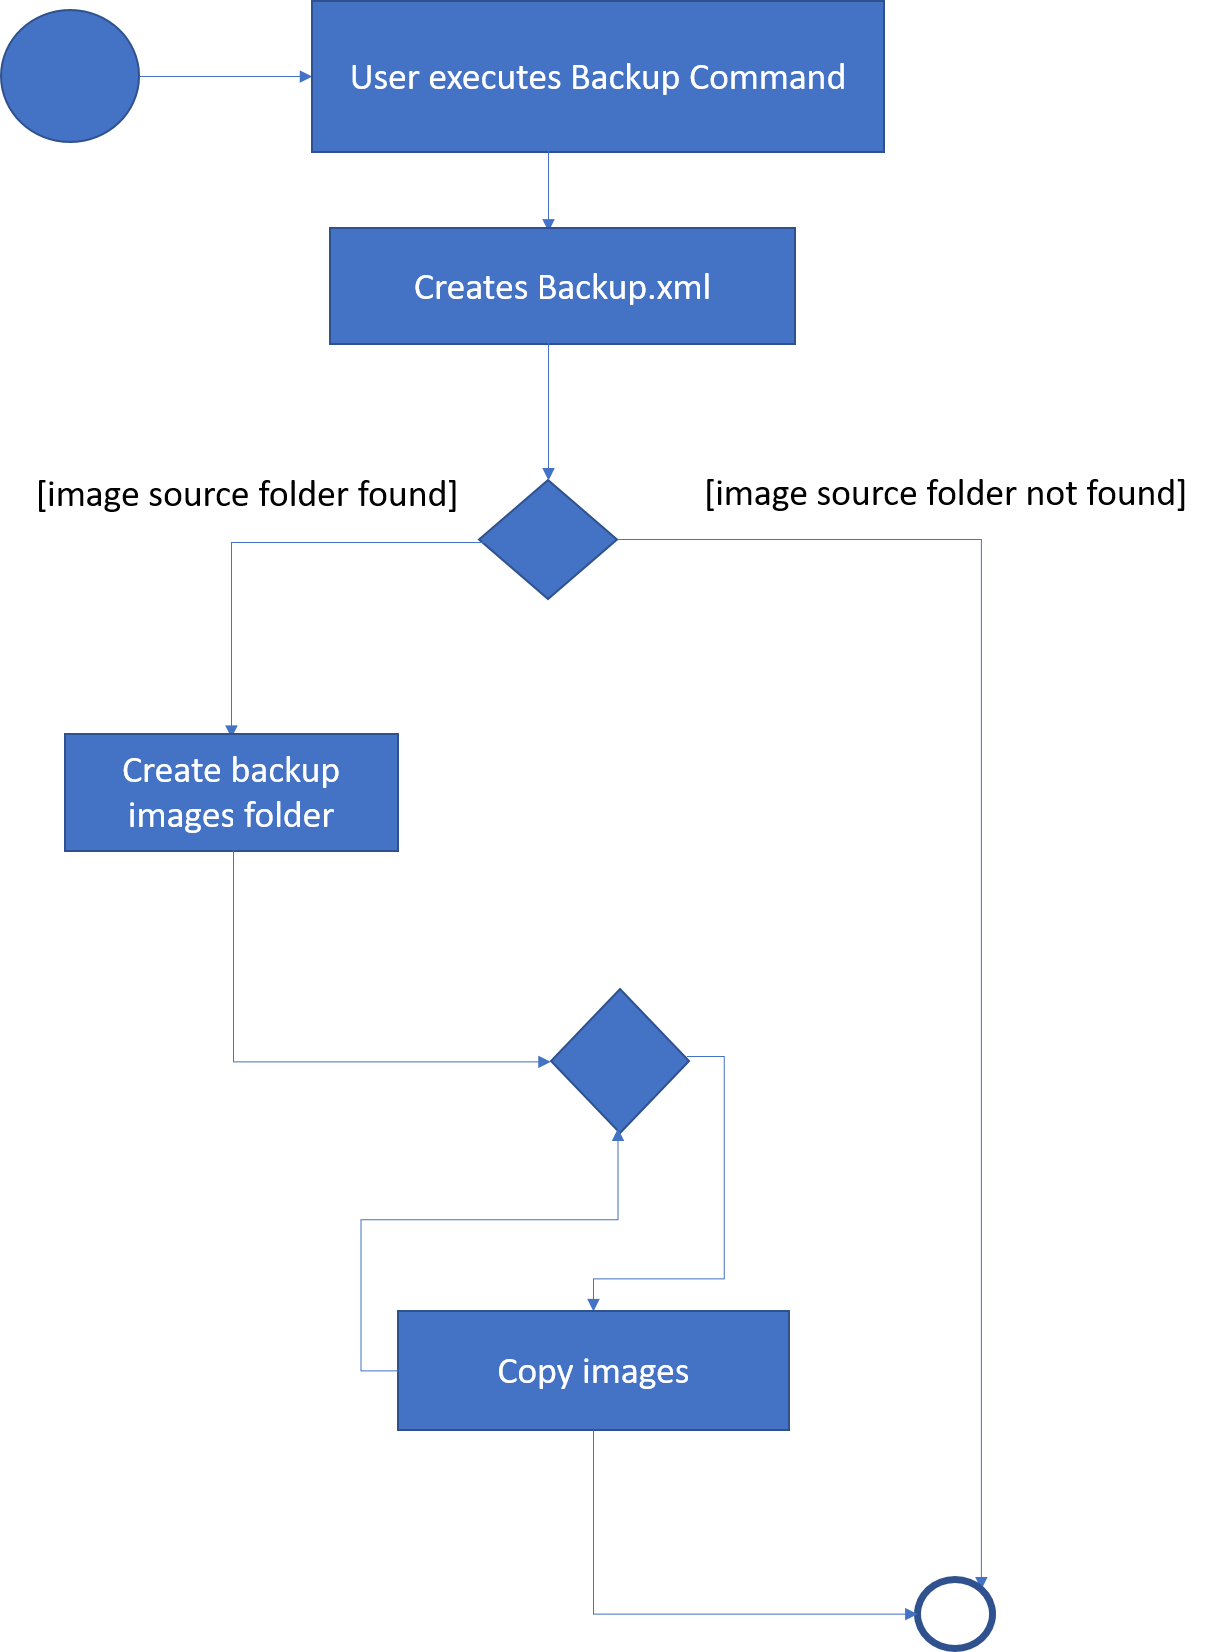 User executes Backup Command
Creates Backup.xml
[image source folder found]
[image source folder not found]
Create backup
images folder
Copy images